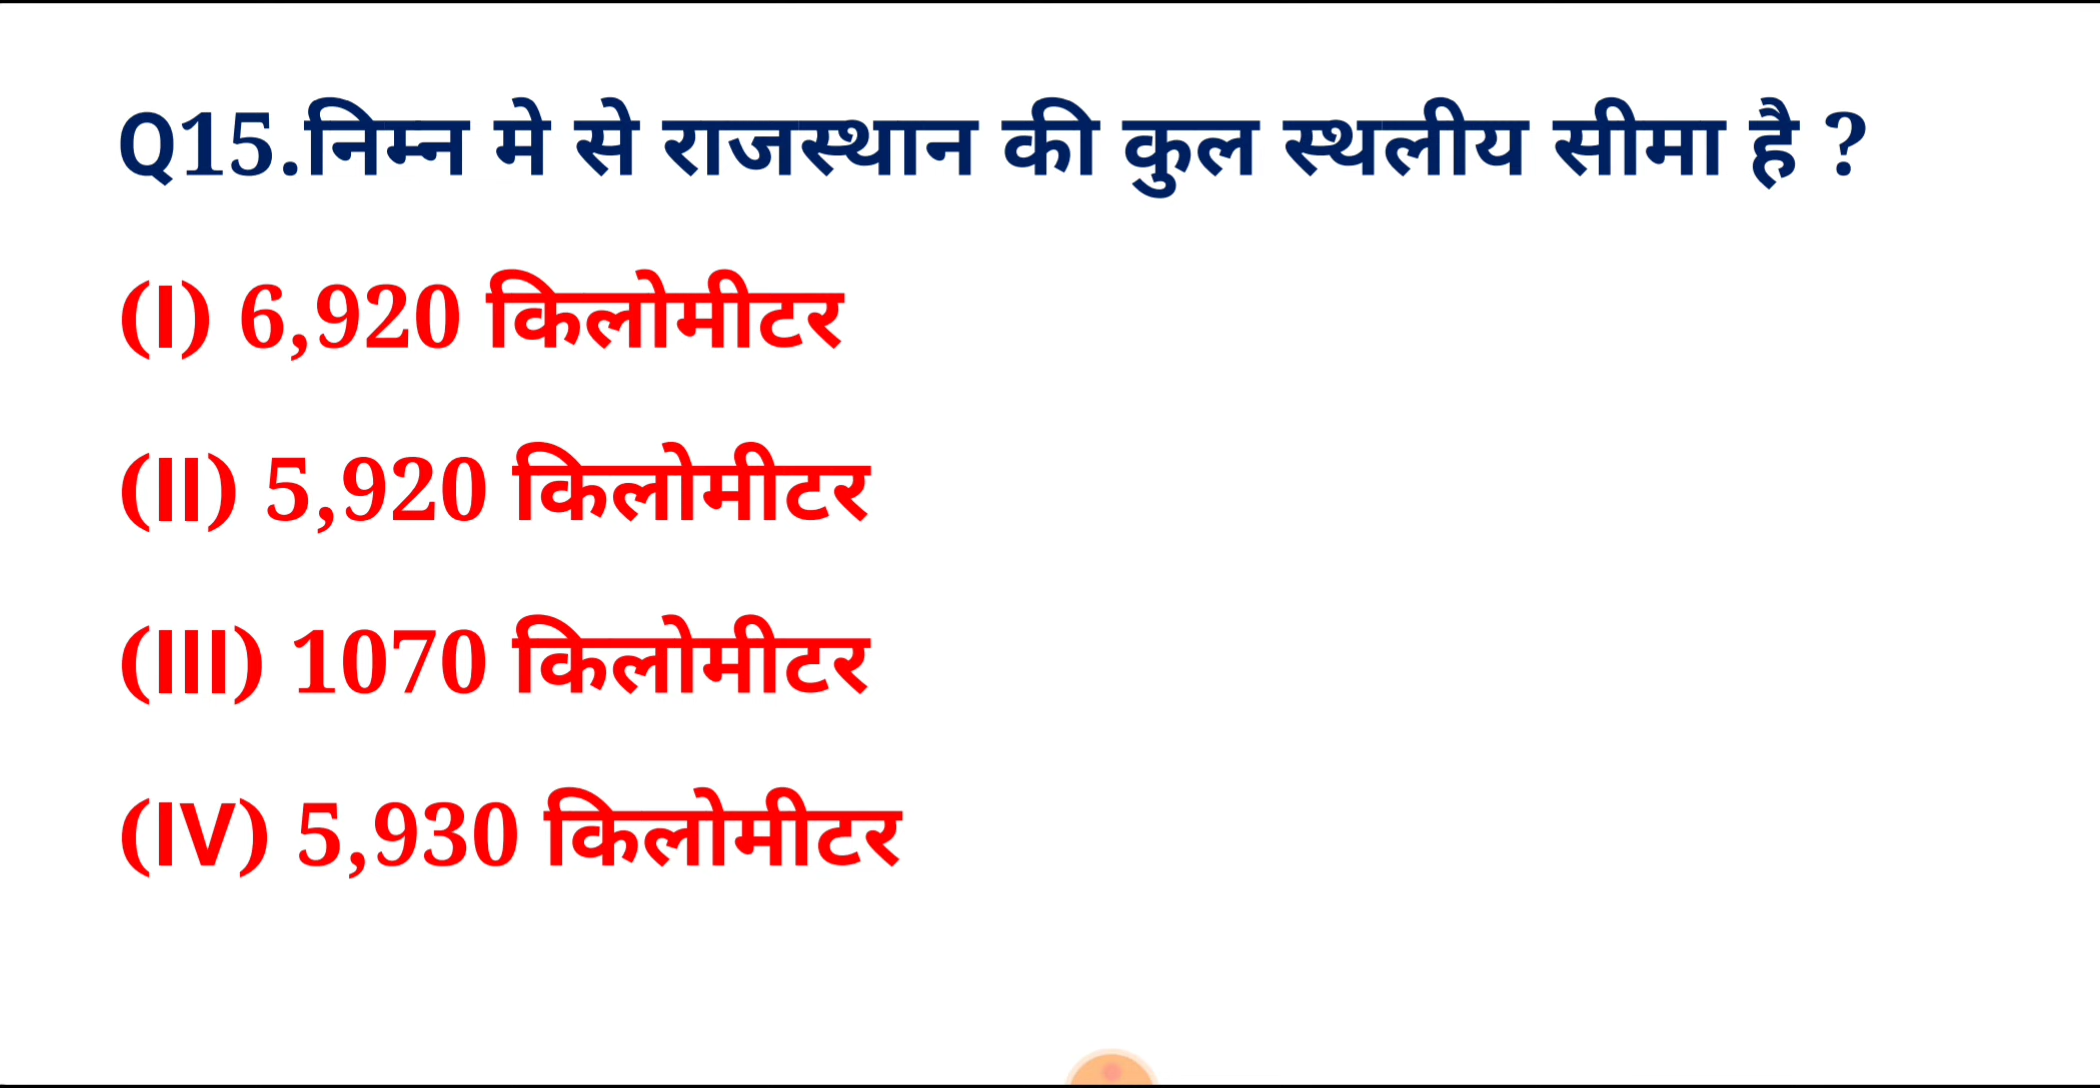 Q15.निम्न मे से राजस्थान की कुल स्थलीय सीमा है ?
(I) 6,920 किलोमीटर
(II) 5,920 किलोमीटर
(III) 1070 किलोमीटर
(IV) 5,930 किलोमीटर